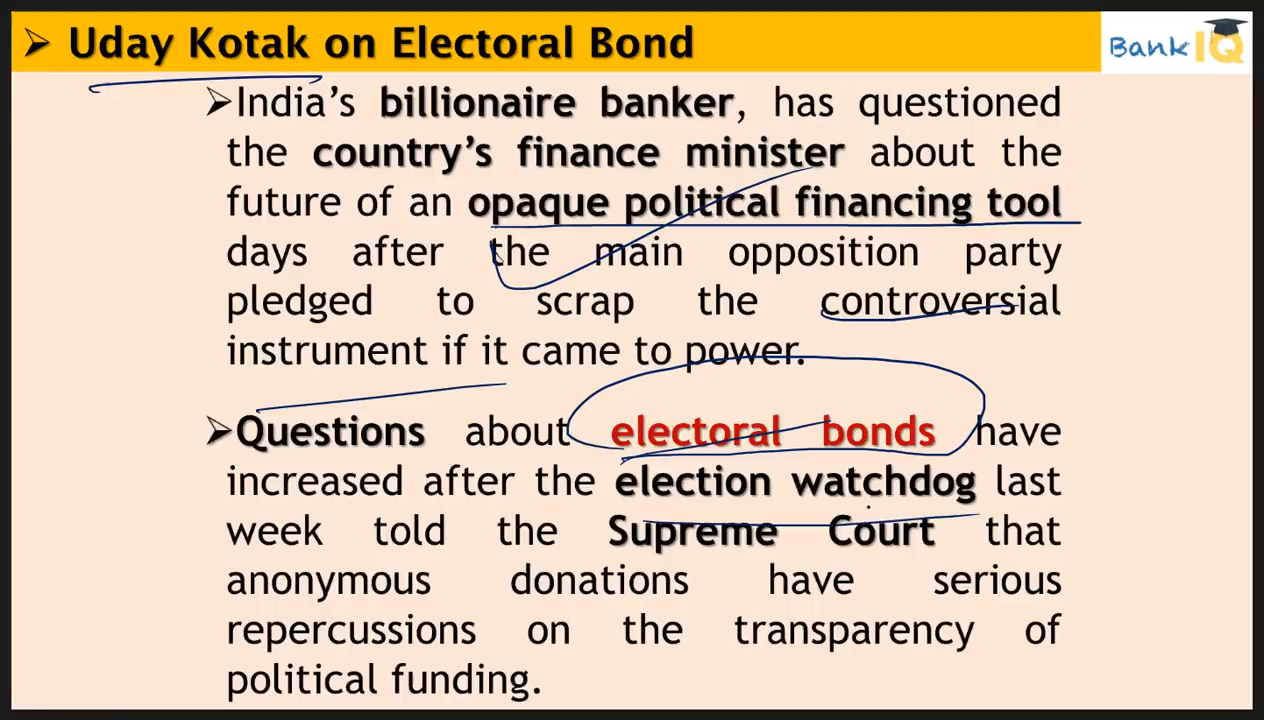 ➢ Uday Kotak on Electoral Bond
Bank IQ
➢India’s billionaire banker, has questioned
the country’s finance minister about the
future of an opaque political financing tool
days after the main opposition party
pledged to scrap the controversial
instrument if it came to power.
➢Questions about electoral bonds have
increased after the election watchdog last
week told the Supreme Court that
anonymous donations have serious
repercussions on the transparency of
political funding.